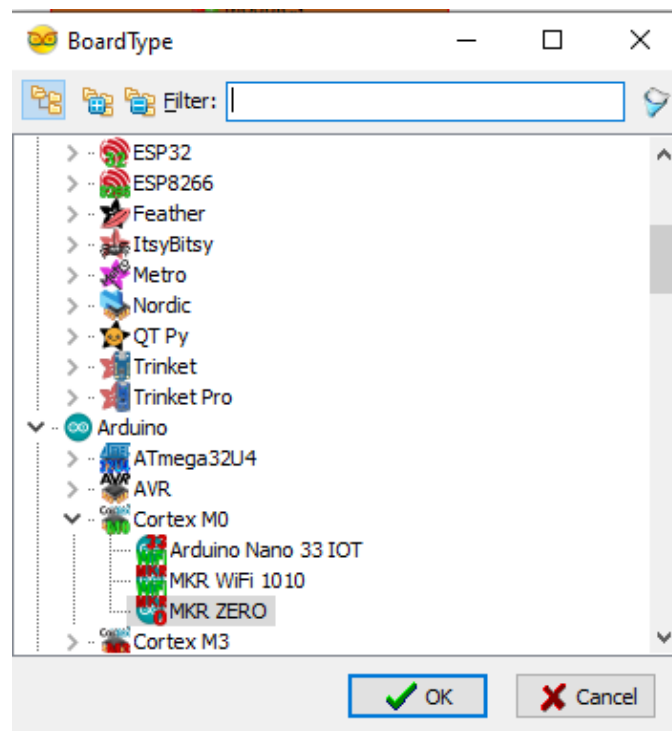 BoardType
Filter:
ESP32
ESP8266
Feather
ItsyBitsy
Metro
Nordic
QT Py
Trinket
Trinket Pro
Arduino
ATmega32U4
AVR
Cortex M0
Arduino Nano 33 IOT
MKR WiFi 1010
MKR ZERO
Cortex M3
OK
Cancel